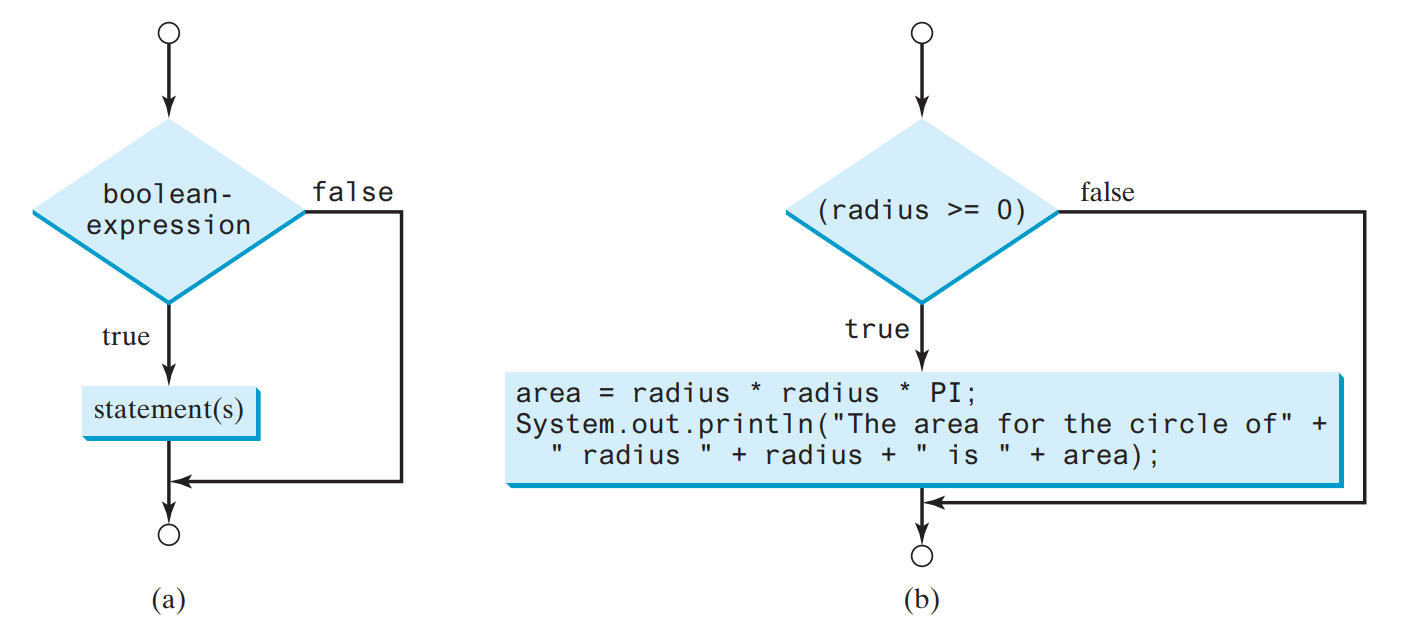 boolean-
expression
false
true
statement(s)
(a)
(radius >= 0)
false
true
area = radius * radius * PI;
System.out.println("The area for the circle of" +
" radius " + radius + " is " + area);
(b)